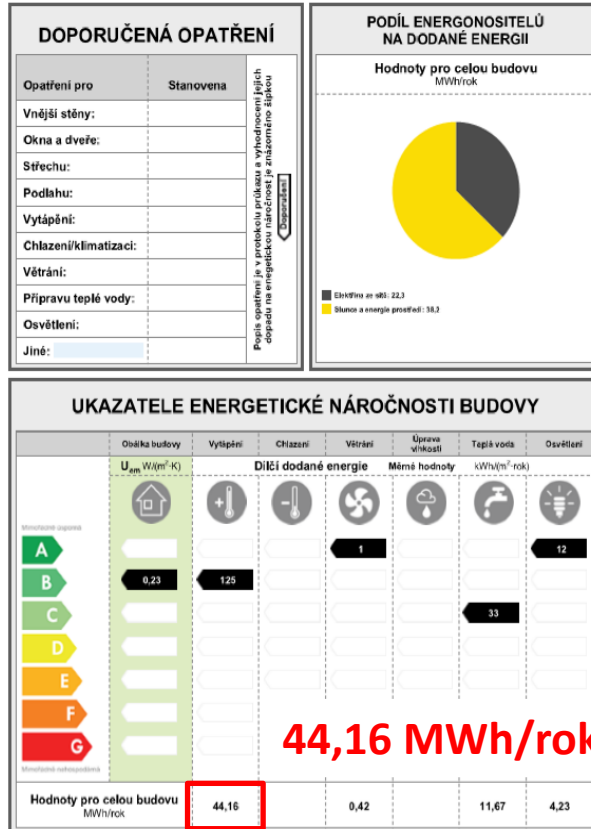 DOPORUČENÁ OPATŘENÍ
Opatření pro
Stanovena
Vnější stěny:
Okna a dveře:
Střechu:
Podlahu:
Vytápění:
Chlazení/klimatizaci:
Větrání:
Přípravu teplé vody:
Osvětlení:
Jiné:
Popis opatření je v protokolu průkazu a vyhodnocení jejich
dopadu na energetickou náročnost je znázorněno šipkou
Doporučení
PODÍL ENERGONOSITELŮ
NA DODANÉ ENERGII
Hodnoty pro celou budovu
MWh/rok
Elektřina ze sítě: 22,3
Slunce a energie prostředí: 38,2
UKAZATELE ENERGETICKÉ NÁROČNOSTI BUDOVY
Obálka budovy
Vytápění
Chlazení
Větrání
Úprava
vlhkosti
Teplá voda
Osvětlení
Uem W/(m²·K)
Dílčí dodané energie
Měrné hodnoty
kWh/(m²·rok)
Mimořádně úsporná
A
1
12
B
0,23
125
C
33
D
E
F
G
44,16 MWh/rok
Mimořádně nehospodárná
Hodnoty pro celou budovu
MWh/rok
44,16
0,42
11,67
4,23